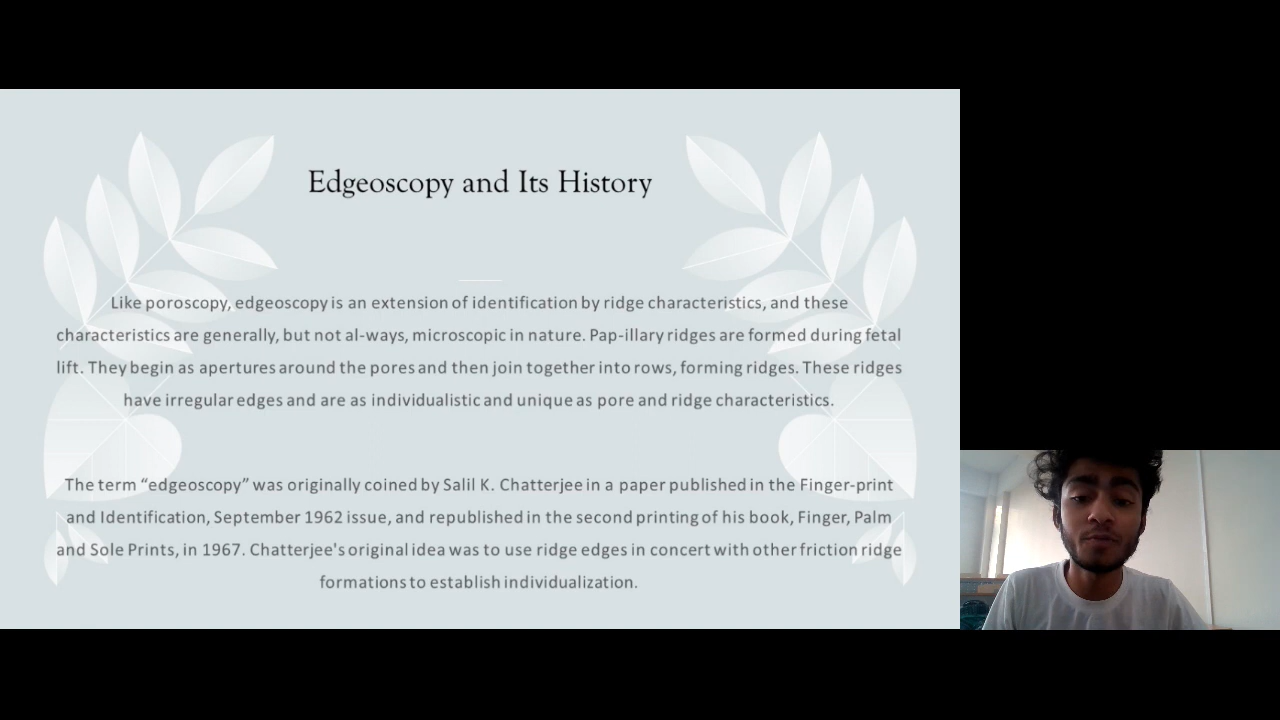 Edgeoscopy and Its History
Like poroscopy, edgeoscopy is an extension of identification by ridge characteristics, and these
characteristics are generally, but not al-ways, microscopic in nature. Pap-illary ridges are formed during fetal
lift. They begin as apertures around the pores and then join together into rows, forming ridges. These ridges
have irregular edges and are as individualistic and unique as pore and ridge characteristics.
The term “edgeoscopy” was originally coined by Salil K. Chatterjee in a paper published in the Finger-print
and Identification, September 1962 issue, and republished in the second printing of his book, Finger, Palm
and Sole Prints, in 1967. Chatterjee's original idea was to use ridge edges in concert with other friction ridge
formations to establish individualization.